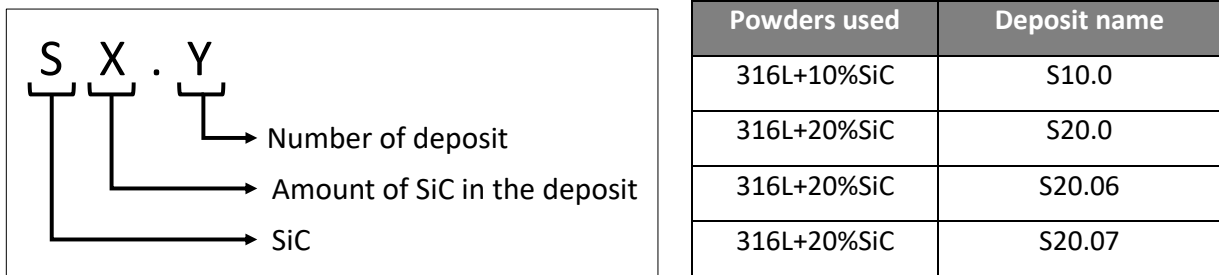 S X . Y
Number of deposit
Amount of SiC in the deposit
SiC
Powders used Deposit name
316L+10%SiC S10.0
316L+20%SiC S20.0
316L+20%SiC S20.06
316L+20%SiC S20.07